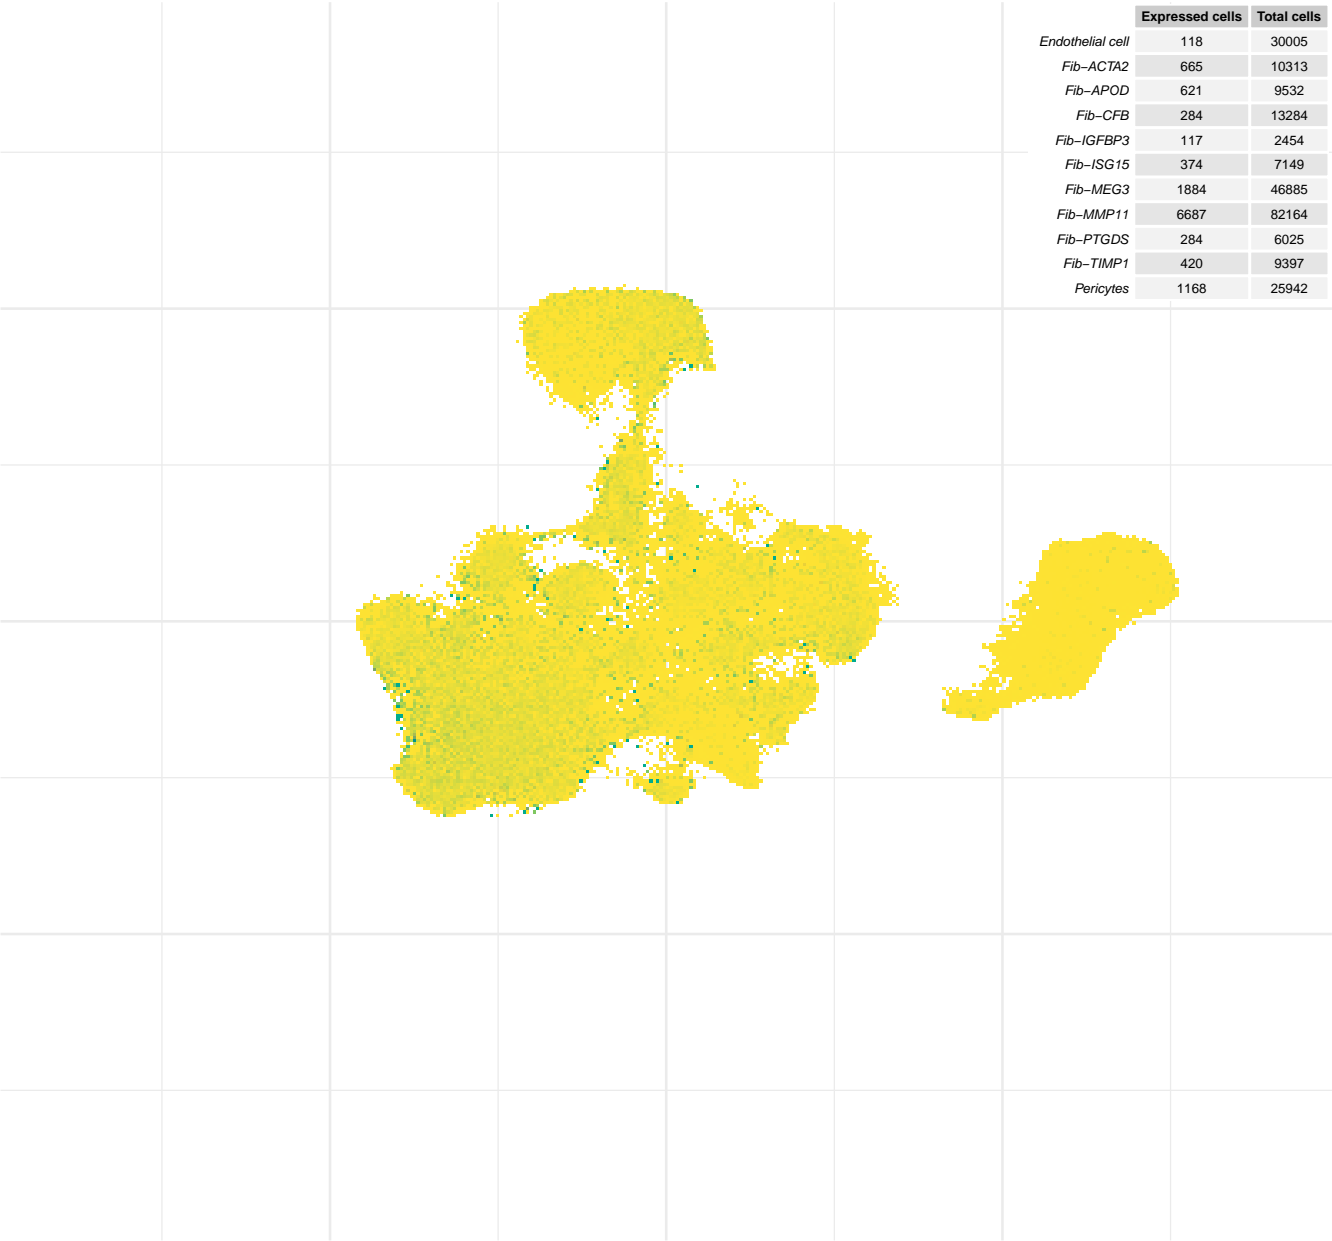 Expressed cells Total cells
Endothelial cell 118 30005
Fib−ACTA2 665 10313
Fib−APOD 621 9532
Fib−CFB 284 13284
Fib−IGFBP3 117 2454
Fib−ISG15 374 7149
Fib−MEG3 1884 46885
Fib−MMP11 6687 82164
Fib−PTGDS 284 6025
Fib−TIMP1 420 9397
Pericytes 1168 25942